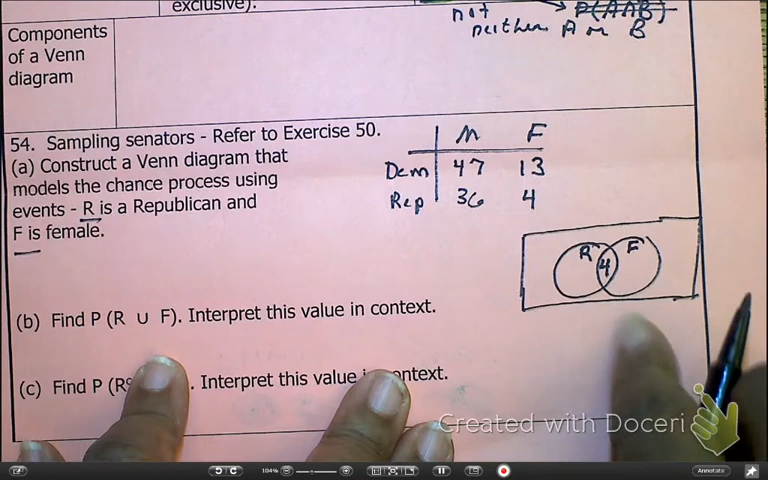 exclusive).
not P(A∩B)
neither A or B
Components
of a Venn
diagram
54. Sampling senators - Refer to Exercise 50.
(a) Construct a Venn diagram that
models the chance process using
events - R is a Republican and
F is female.
M F
Dem 47 13
Rep 36 4
R 4 F
(b) Find P (R ∪ F). Interpret this value in context.
(c) Find P (R . Interpret this value context.
Created with Doceri
104%
Annotate